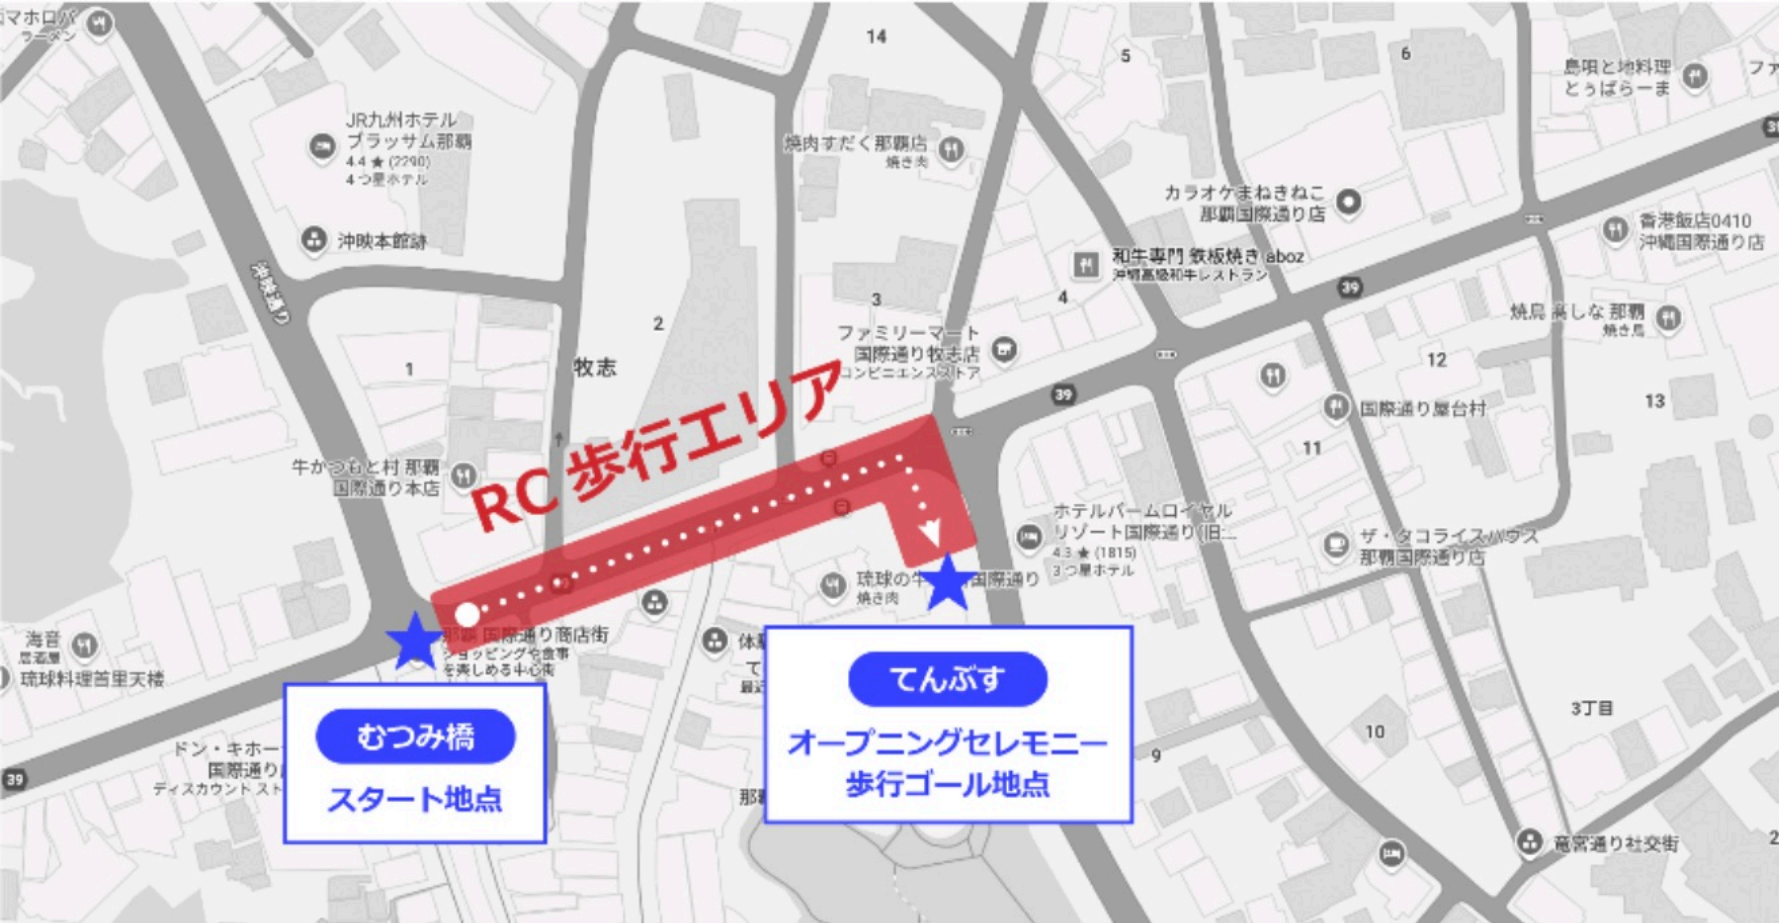 マホロバ
ラーメン
14
5
6
島唄と地料理
とぅばらーま
ファ
39
JR九州ホテル
ブラッサム那覇
4.4 ★ (2290)
4 つ星ホテル
焼肉すだく那覇店
焼き肉
カラオケまねきねこ
那覇国際通り店
沖映本館跡
香港飯店0410
沖縄国際通り店
和牛専門 鉄板焼き aboz
沖縄高級和牛レストラン
沖映通り
39
3
4
2
ファミリーマート
国際通り牧志店
コンビニエンスストア
焼鳥 高しな 那覇
焼き鳥
1
牧志
12
39
13
国際通り屋台村
RC 歩行エリア
11
牛かつもと村 那覇
国際通り本店
ホテルパームロイヤル
リゾート国際通り(旧:...
4.3 ★ (1815)
3 つ星ホテル
ザ・タコライスハウス
那覇国際通り店
琉球の牛
国際通り
焼き肉
那覇 国際通り商店街
ショッピングや食事
を楽しめる中心街
海音
居酒屋
琉球料理首里天楼
体
て
最近
てんぶす
オープニングセレモニー
歩行ゴール地点
むつみ橋
スタート地点
3丁目
10
9
ドン・キホー
国際通り
ディスカウント スト
39
那覇
竜宮通り社交街
2